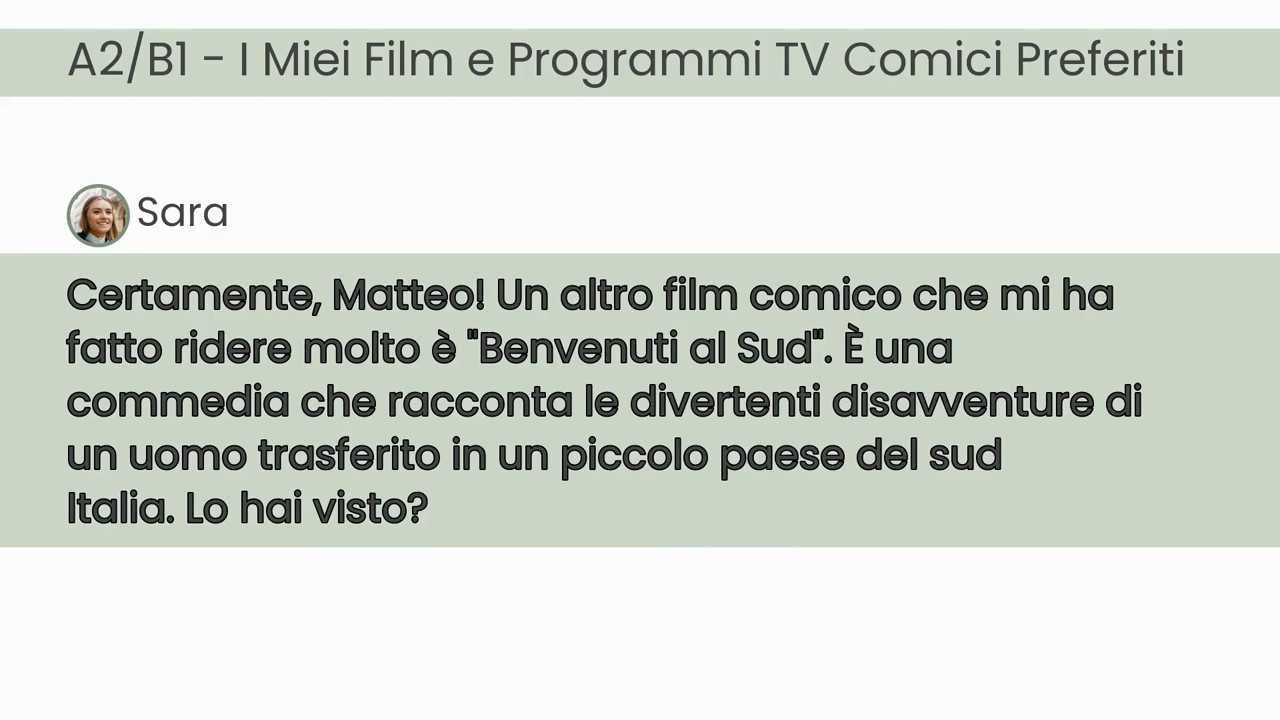 A2/B1 - I Miei Film e Programmi TV Comici Preferiti
Sara
Certamente, Matteo! Un altro film comico che mi ha
fatto ridere molto è "Benvenuti al Sud". È una
commedia che racconta le divertenti disavventure di
un uomo trasferito in un piccolo paese del sud
Italia. Lo hai visto?